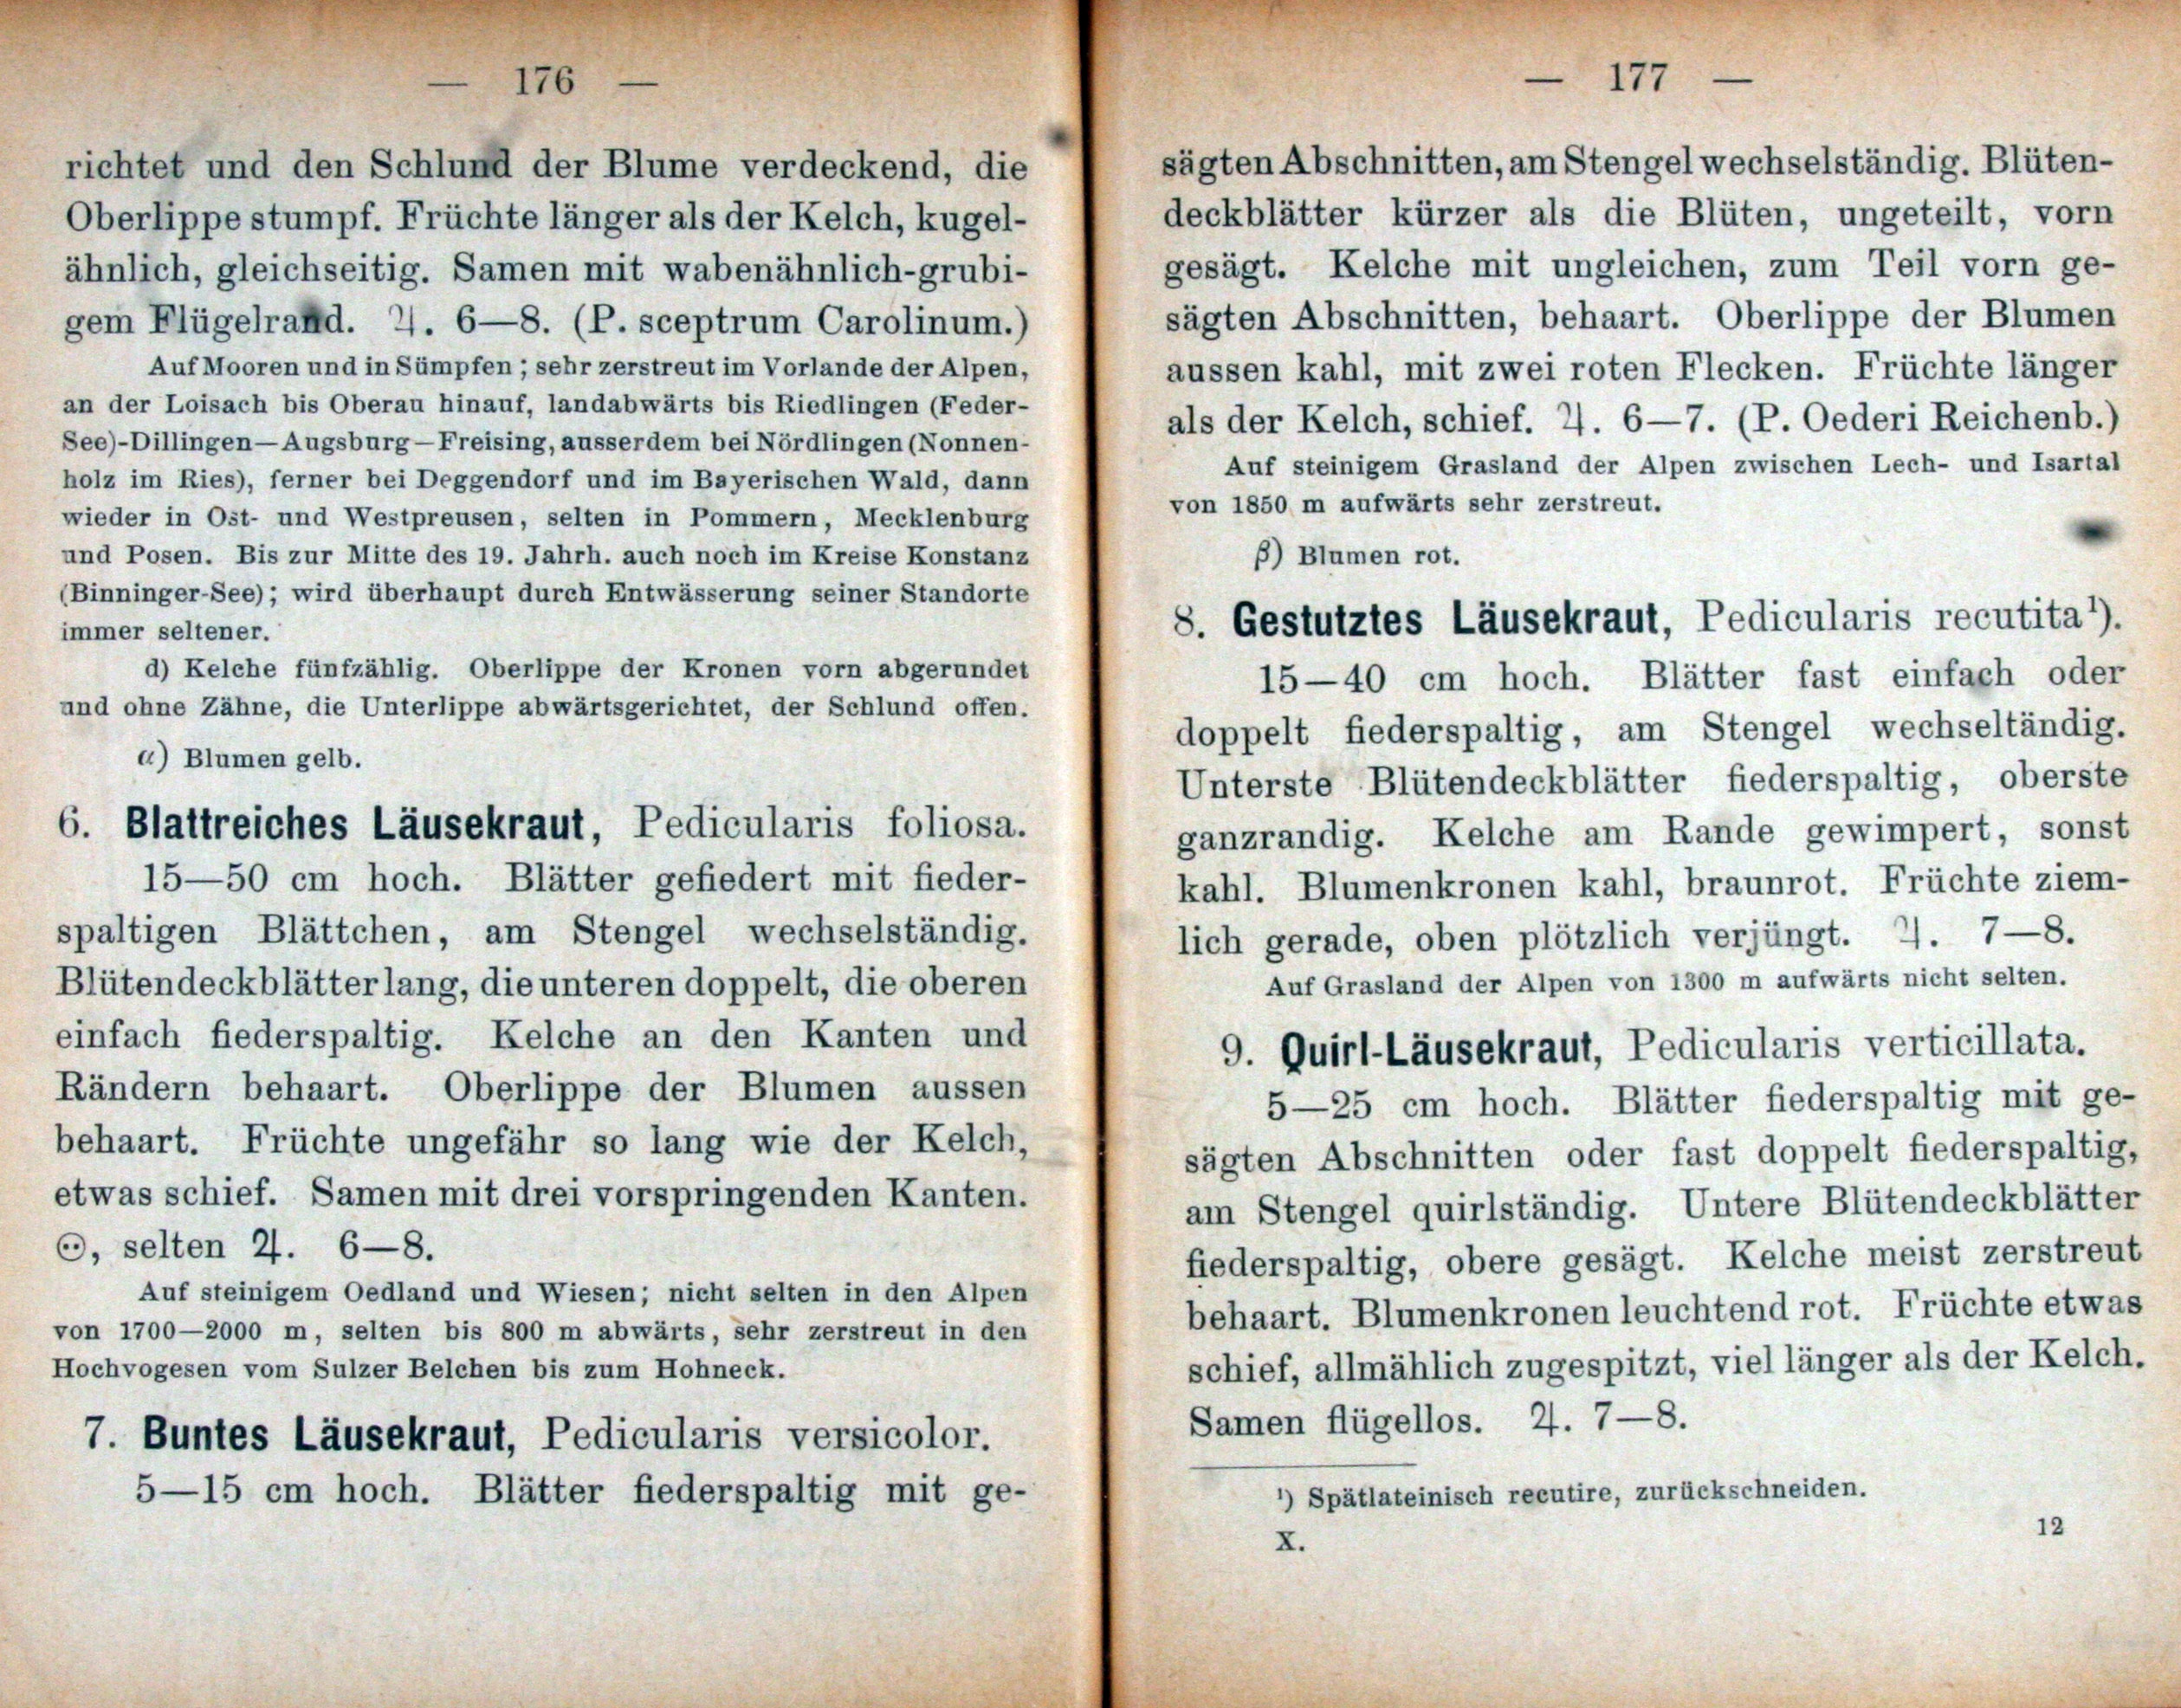 — 176 —
richtet und den Schlund der Blume verdeckend, die
Oberlippe stumpf. Früchte länger als der Kelch, kugel-
ähnlich, gleichseitig. Samen mit wabenähnlich-grubi-
gem Flügelrand. ♃. 6—8. (P. sceptrum Carolinum.)
Auf Mooren und in Sümpfen; sehr zerstreut im Vorlande der Alpen,
an der Loisach bis Oberau hinauf, landabwärts bis Riedlingen (Feder-
See)-Dillingen—Augsburg—Freising, ausserdem bei Nördlingen (Nonnen-
holz im Ries), ferner bei Deggendorf und im Bayerischen Wald, dann
wieder in Ost- und Westpreusen, selten in Pommern, Mecklenburg
und Posen. Bis zur Mitte des 19. Jahrh. auch noch im Kreise Konstanz
(Binninger-See); wird überhaupt durch Entwässerung seiner Standorte
immer seltener.
d) Kelche fünfzählig. Oberlippe der Kronen vorn abgerundet
und ohne Zähne, die Unterlippe abwärtsgerichtet, der Schlund offen.
α) Blumen gelb.
6. Blattreiches Läusekraut, Pedicularis foliosa.
15—50 cm hoch. Blätter gefiedert mit fieder-
spaltigen Blättchen, am Stengel wechselständig.
Blütendeckblätter lang, die unteren doppelt, die oberen
einfach fiederspaltig. Kelche an den Kanten und
Rändern behaart. Oberlippe der Blumen aussen
behaart. Früchte ungefähr so lang wie der Kelch,
etwas schief. Samen mit drei vorspringenden Kanten.
⚇, selten ♃. 6—8.
Auf steinigem Oedland und Wiesen; nicht selten in den Alpen
von 1700—2000 m, selten bis 800 m abwärts, sehr zerstreut in den
Hochvogesen vom Sulzer Belchen bis zum Hohneck.
7. Buntes Läusekraut, Pedicularis versicolor.
5—15 cm hoch. Blätter fiederspaltig mit ge-
— 177 —
sägten Abschnitten, am Stengel wechselständig. Blüten-
deckblätter kürzer als die Blüten, ungeteilt, vorn
gesägt. Kelche mit ungleichen, zum Teil vorn ge-
sägten Abschnitten, behaart. Oberlippe der Blumen
aussen kahl, mit zwei roten Flecken. Früchte länger
als der Kelch, schief. ♃. 6—7. (P. Oederi Reichenb.)
Auf steinigem Grasland der Alpen zwischen Lech- und Isartal
von 1850 m aufwärts sehr zerstreut.
β) Blumen rot.
8. Gestutztes Läusekraut, Pedicularis recutita¹).
15—40 cm hoch. Blätter fast einfach oder
doppelt fiederspaltig, am Stengel wechseltändig.
Unterste Blütendeckblätter fiederspaltig, oberste
ganzrandig. Kelche am Rande gewimpert, sonst
kahl. Blumenkronen kahl, braunrot. Früchte ziem-
lich gerade, oben plötzlich verjüngt. ♃. 7—8.
Auf Grasland der Alpen von 1300 m aufwärts nicht selten.
9. Quirl-Läusekraut, Pedicularis verticillata.
5—25 cm hoch. Blätter fiederspaltig mit ge-
sägten Abschnitten oder fast doppelt fiederspaltig,
am Stengel quirlständig. Untere Blütendeckblätter
fiederspaltig, obere gesägt. Kelche meist zerstreut
behaart. Blumenkronen leuchtend rot. Früchte etwas
schief, allmählich zugespitzt, viel länger als der Kelch.
Samen flügellos. ♃. 7—8.
¹) Spätlateinisch recutire, zurückschneiden.
X. 12